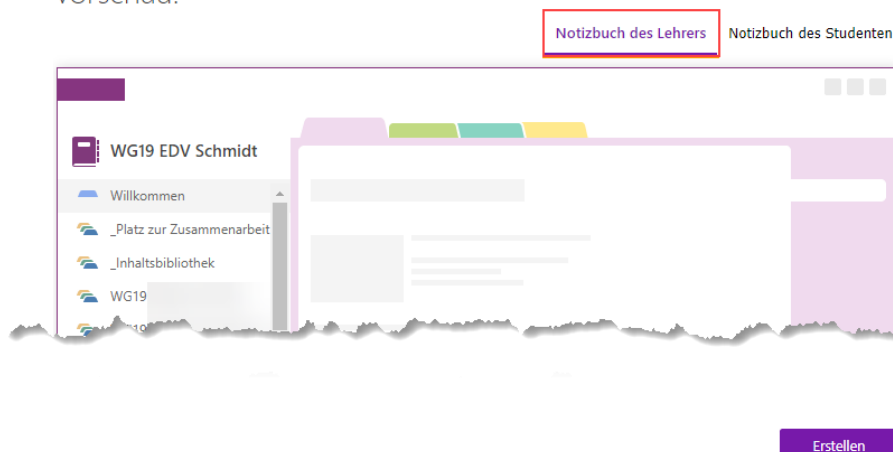 Notizbuch des Lehrers Notizbuch des Studenten
WG19 EDV Schmidt
Willkommen
_Platz zur Zusammenarbeit
_Inhaltsbibliothek
WG19
Erstellen